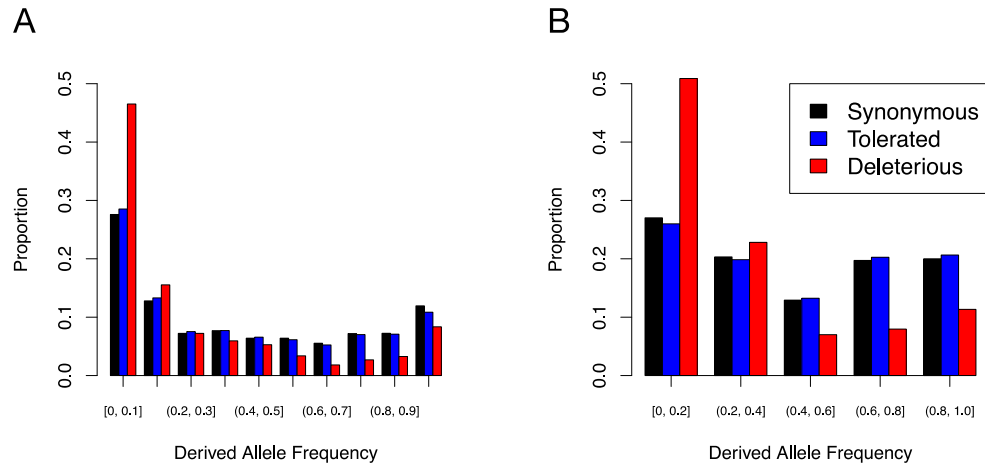 A
B
0.5
0.4
0.3
0.2
0.1
0.0
Proportion
[0, 0.1]
(0.2, 0.3]
(0.4, 0.5]
(0.6, 0.7]
(0.8, 0.9]
Derived Allele Frequency
0.5
0.4
0.3
0.2
0.1
0.0
Proportion
Synonymous
Tolerated
Deleterious
[0, 0.2]
(0.2, 0.4]
(0.4, 0.6]
(0.6, 0.8]
(0.8, 1.0]
Derived Allele Frequency